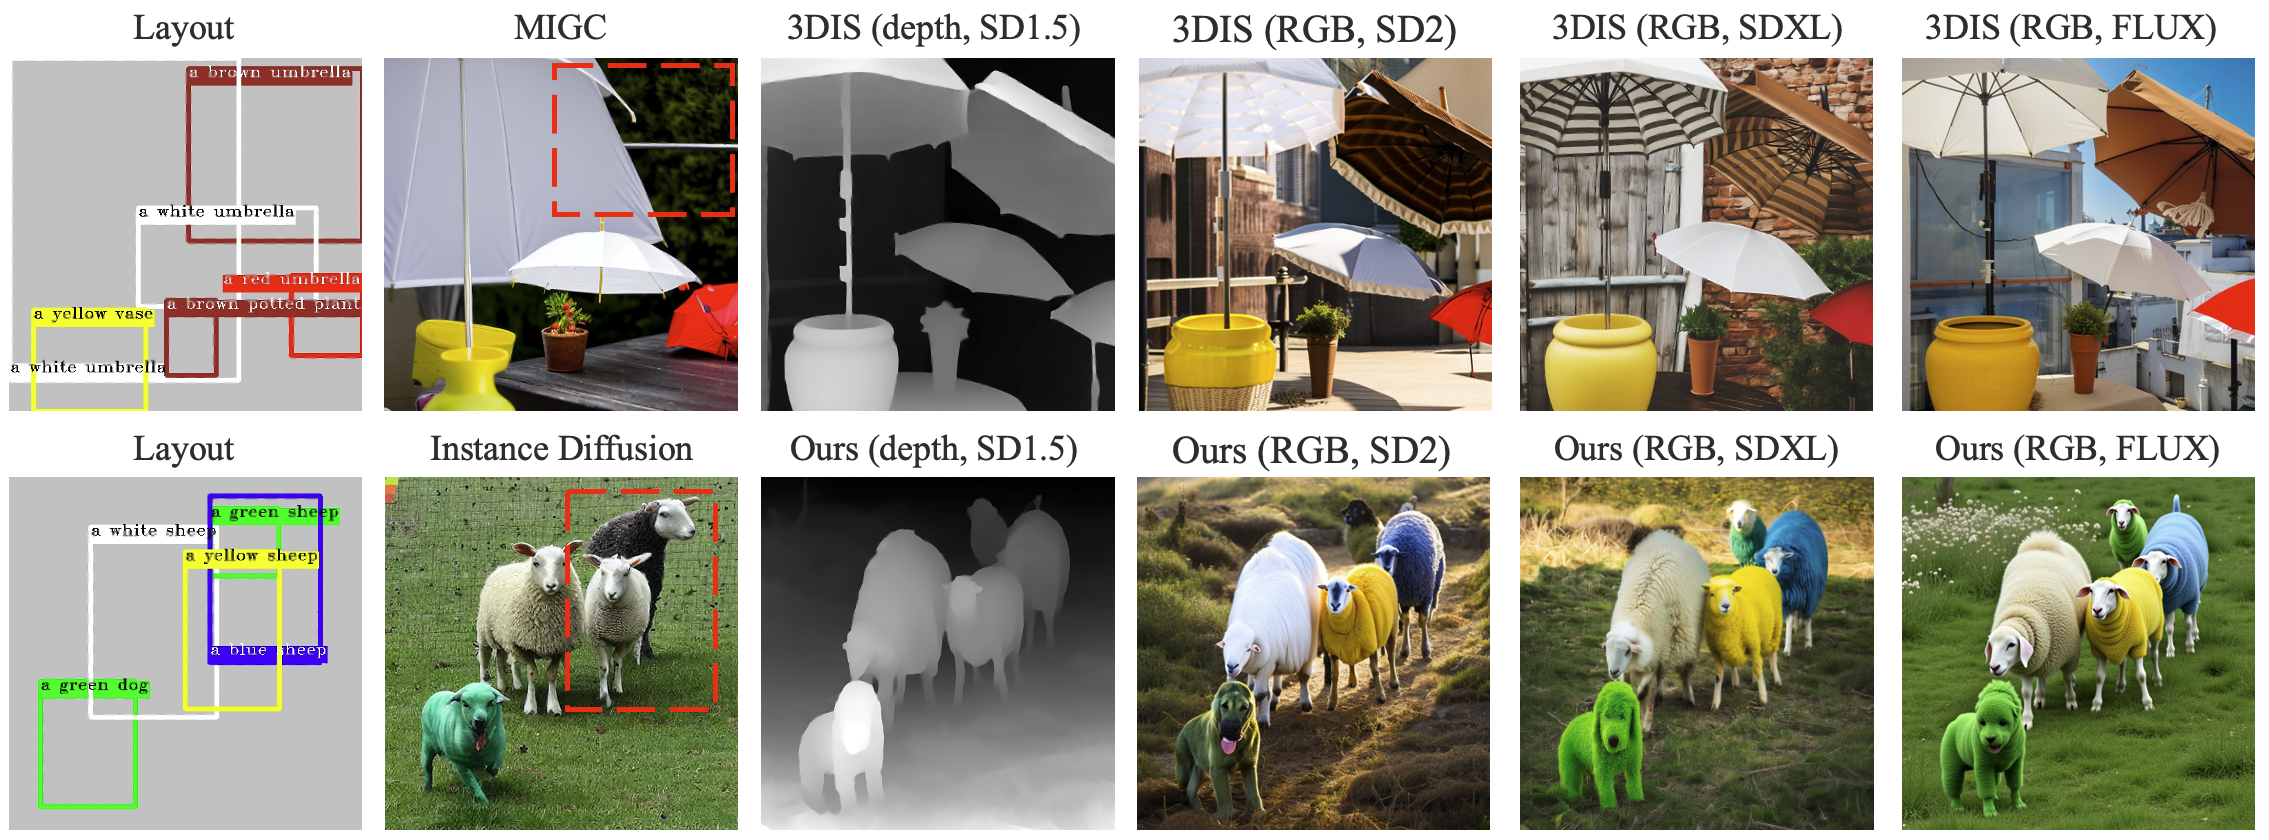 Layout
MIGC
3DIS (depth, SD1.5)
3DIS (RGB, SD2)
3DIS (RGB, SDXL)
3DIS (RGB, FLUX)
a brown umbrella
a white umbrella
a red umbrella
a brown potted plant
a yellow vase
a white umbrella
Layout
Instance Diffusion
Ours (depth, SD1.5)
Ours (RGB, SD2)
Ours (RGB, SDXL)
Ours (RGB, FLUX)
a green sheep
a white sheep
a yellow sheep
a blue sheep
a green dog